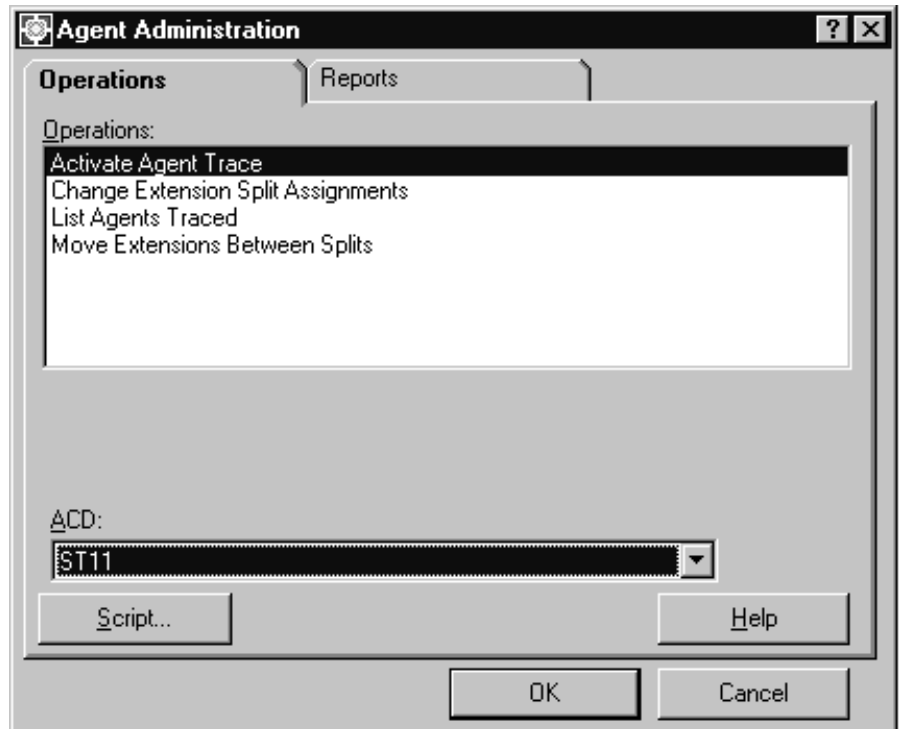 Agent Administration
Operations
Reports
Operations:
Activate Agent Trace
Change Extension Split Assignments
List Agents Traced
Move Extensions Between Splits
ACD:
ST11
Script...
Help
OK
Cancel